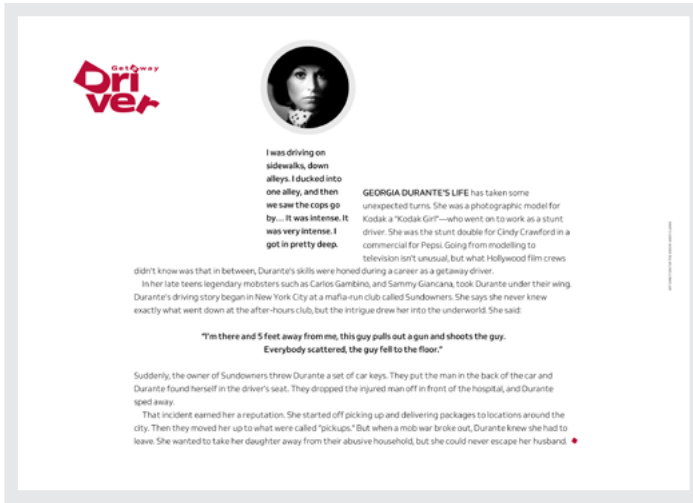 Getaway
Dri
ver
I was driving on
sidewalks, down
alleys. I ducked into
one alley, and then
we saw the cops go
by... It was intense. It
was very intense. I
got in pretty deep.
GEORGIA DURANTE'S LIFE has taken some
unexpected turns. She was a photographic model for
Kodak a "Kodak Girl"—who went on to work as a stunt
driver. She was the stunt double for Cindy Crawford in a
commercial for Pepsi. Going from modelling to
television isn't unusual, but what Hollywood film crews
didn't know was that in between, Durante's skills were honed during a career as a getaway driver.
In her late teens legendary mobsters such as Carlos Gambino, and Sammy Giancana, took Durante under their wing.
Durante's driving story began in New York City at a mafia-run club called Sundowners. She says she never knew
exactly what went down at the after-hours club, but the intrigue drew her into the underworld. She said:
"I'm there and 5 feet away from me, this guy pulls out a gun and shoots the guy.
Everybody scattered, the guy fell to the floor."
Suddenly, the owner of Sundowners threw Durante a set of car keys. They put the man in the back of the car and
Durante found herself in the driver's seat. They dropped the injured man off in front of the hospital, and Durante
sped away.
That incident earned her a reputation. She started off picking up and delivering packages to locations around the
city. Then they moved her up to what were called "pickups." But when a mob war broke out, Durante knew she had to
leave. She wanted to take her daughter away from their abusive household, but she could never escape her husband.